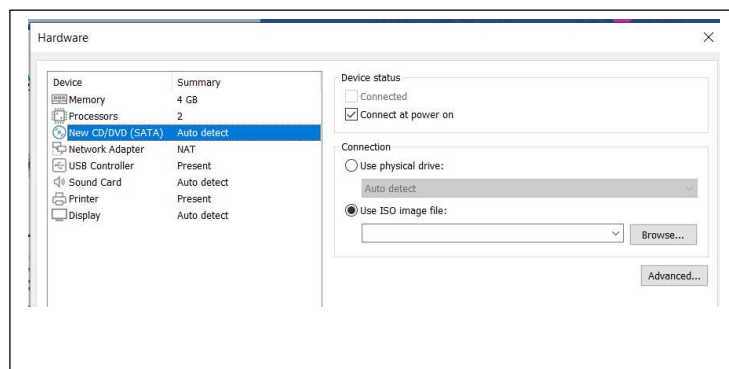 Hardware
Device Summary
Memory 4 GB
Processors 2
New CD/DVD (SATA) Auto detect
Network Adapter NAT
USB Controller Present
Sound Card Auto detect
Printer Present
Display Auto detect
Device status
Connected
Connect at power on
Connection
Use physical drive:
Auto detect
Use ISO image file:
Browse...
Advanced...